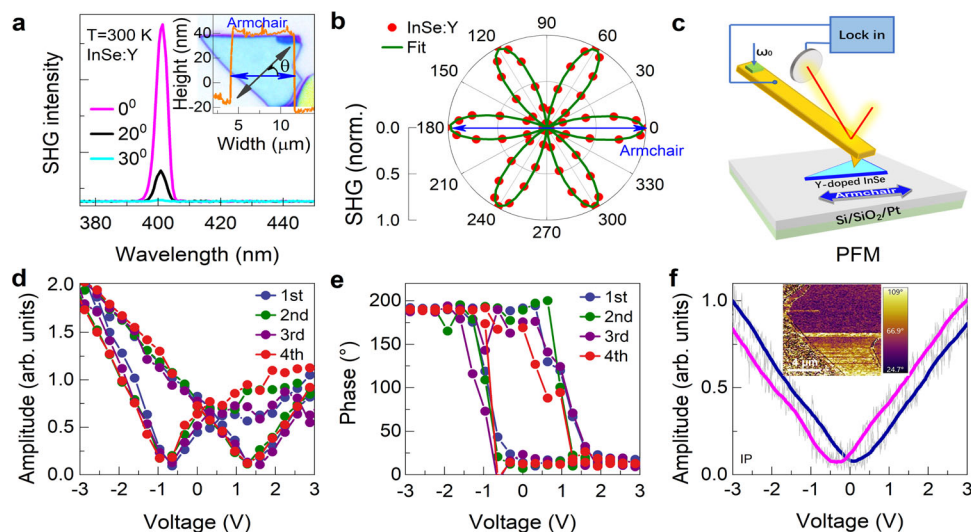 a
T=300 K
InSe:Y
0⁰
20⁰
30⁰
SHG intensity
375 400 425
Wavelength (nm)
Armchair
θ
Height (nm)
40
20
0
-20
5 10
Width (μm)
b
InSe:Y
Fit
90
120 60
150 30
0.0 180 0
Armchair
210 330
240 300
270
SHG (norm.)
0.5
1.0
c
Lock in
ω₀
Y-doped InSe
Armchair
Si/SiO₂/Pt
PFM
d
2.0
1.5
1.0
0.5
0.0
Amplitude (arb. units)
1st
2nd
3rd
4th
-3 -2 -1 0 1 2 3
Voltage (V)
e
200
150
100
50
0
Phase (°)
1st
2nd
3rd
4th
-3 -2 -1 0 1 2 3
Voltage (V)
f
1.0
0.5
0.0
Amplitude (arb. units)
109°
66.9°
24.7°
4 μm
IP
-3 -2 -1 0 1 2 3
Voltage (V)